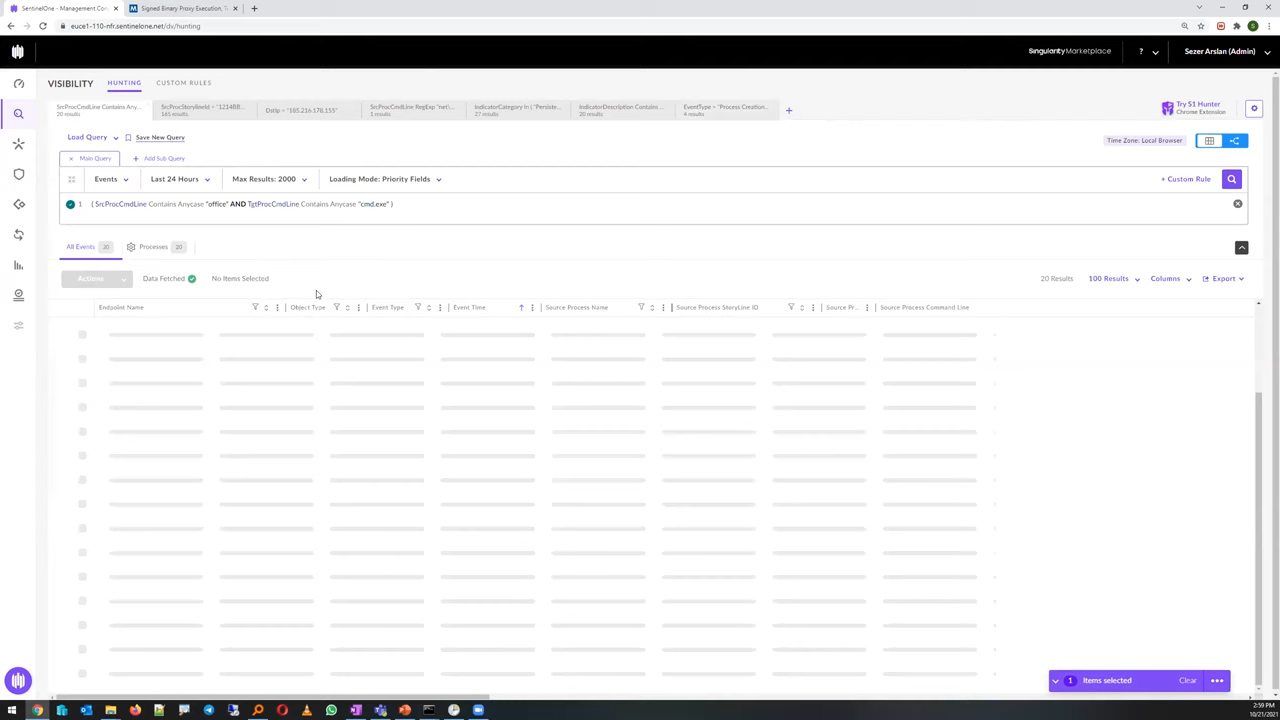 SentinelOne - Management Con
Signed Binary Proxy Execution, T
euce1-110-nfr.sentinelone.net/dv/hunting
Singularity Marketplace
?
Sezer Arslan (Admin)
VISIBILITY
HUNTING
CUSTOM RULES
SrcProcCmdLine Contains Any...
20 results
SrcProcStorylineId = "1214BB...
165 results
DstIp = "185.216.178.155"
SrcProcCmdLine RegExp "net\...
1 results
IndicatorCategory In ( "Persiste...
27 results
IndicatorDescription Contains ...
20 results
EventType = "Process Creation...
4 results
Try S1 Hunter
Chrome Extension
Load Query
Save New Query
Time Zone: Local Browser
Main Query
Add Sub Query
Events
Last 24 Hours
Max Results: 2000
Loading Mode: Priority Fields
+ Custom Rule
1 ( SrcProcCmdLine Contains Anycase "office" AND TgtProcCmdLine Contains Anycase "cmd.exe" )
All Events 20
Processes 20
Actions
Data Fetched
No Items Selected
20 Results
100 Results
Columns
Export
Endpoint Name
Object Type
Event Type
Event Time
Source Process Name
Source Process StoryLine ID
Source Pr...
Source Process Command Line
1 Items selected
Clear
2:59 PM
10/21/2021